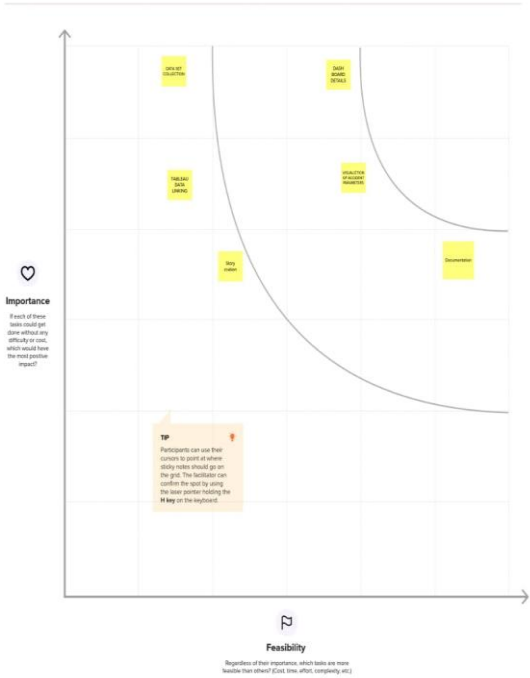 DATA SET
COLLECTION
DASH
BOARD
DETAILS
TABLEAU
DATA
LINKING
PARAMETERS
Story
Documentation
Importance
If each of these
tasks could get
done without any
difficulty or cost,
which would have
the most positive
impact?
TIP
Participants can use their
cursors to point at where
sticky notes should go on
the grid. The facilitator can
confirm the spot by using
the laser pointer holding the
H key on the keyboard.
Feasibility
Regardless of their importance, which tasks are more
feasible than others? (Cost, time, effort, complexity, etc.)